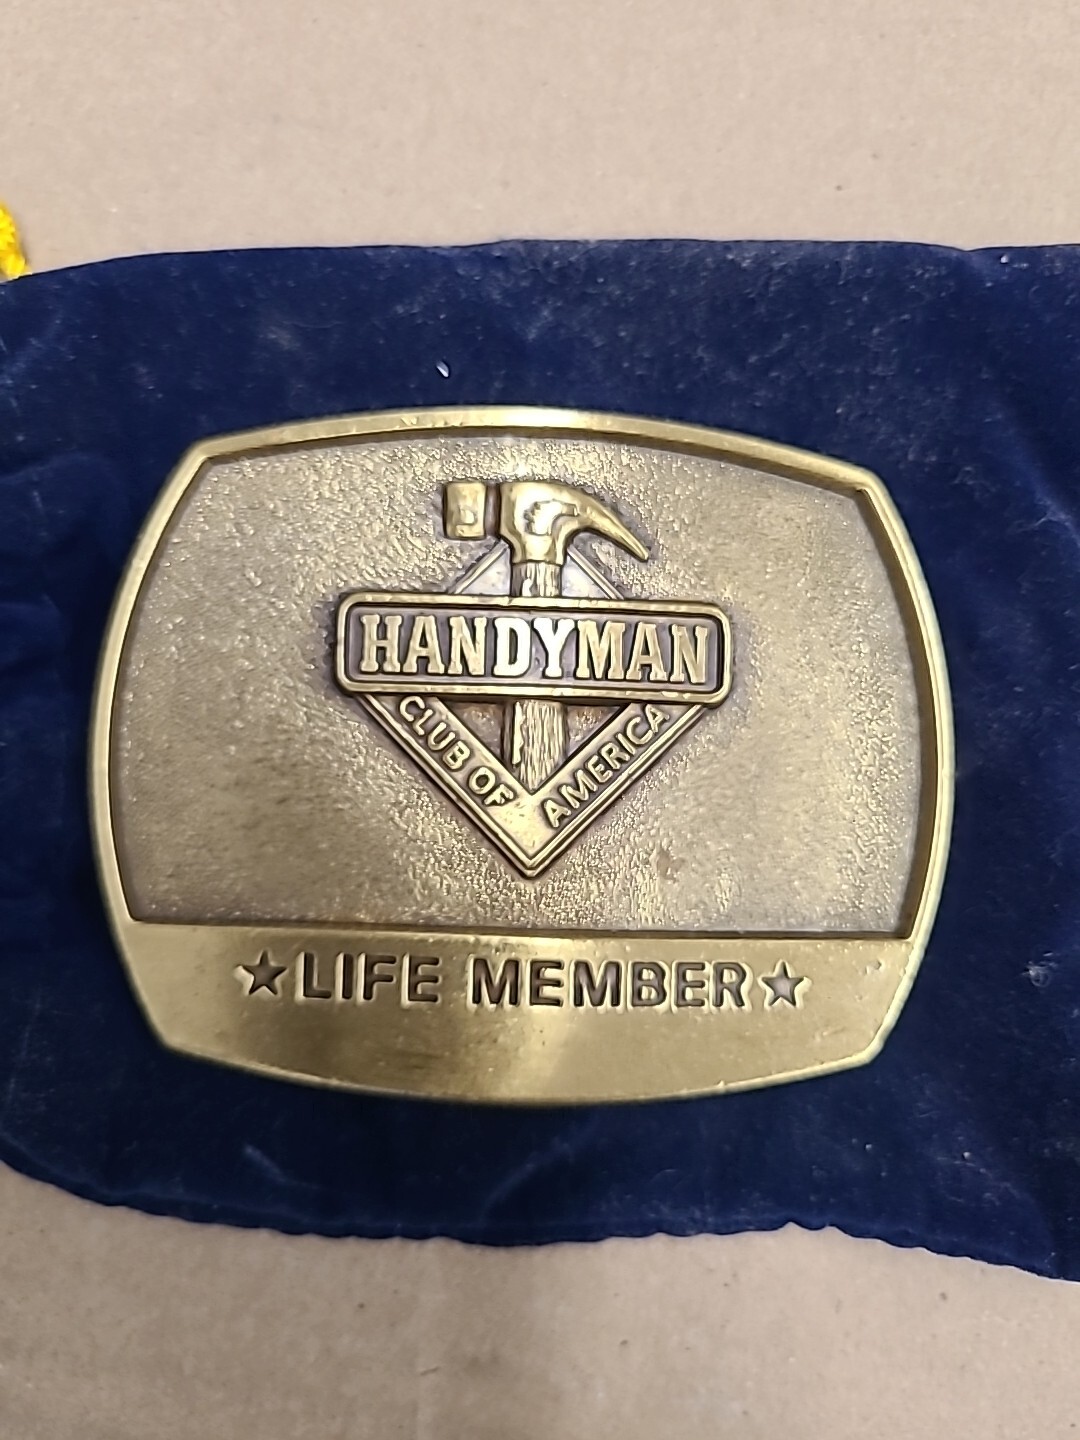 HANDYMAN
CLUB OF AMERICA
★LIFE MEMBER★